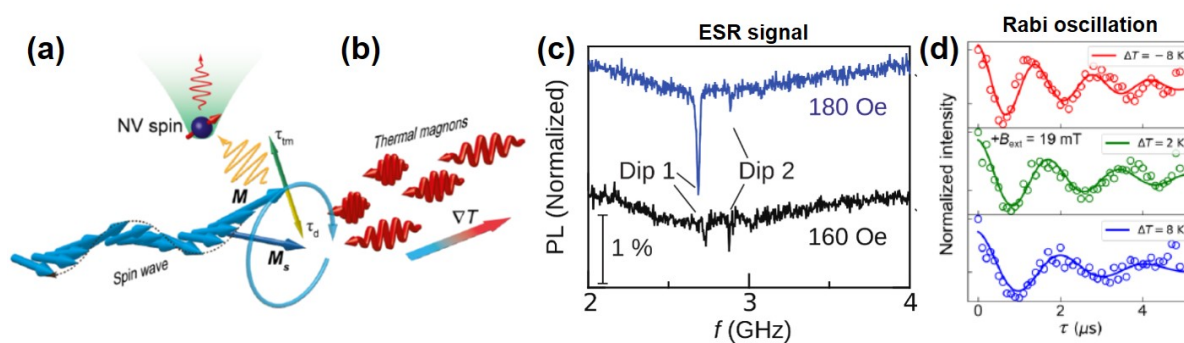 (a)
NV spin
τtm
M
τd
Ms
Spin wave
(b)
Thermal magnons
∇T
(c)
ESR signal
PL (Normalized)
180 Oe
Dip 1
Dip 2
160 Oe
1 %
2
3
4
f (GHz)
(d)
Rabi oscillation
Normalized intensity
ΔT = − 8 K
+Bext = 19 mT
ΔT = 2 K
ΔT = 8 K
0
2
4
τ (μs)